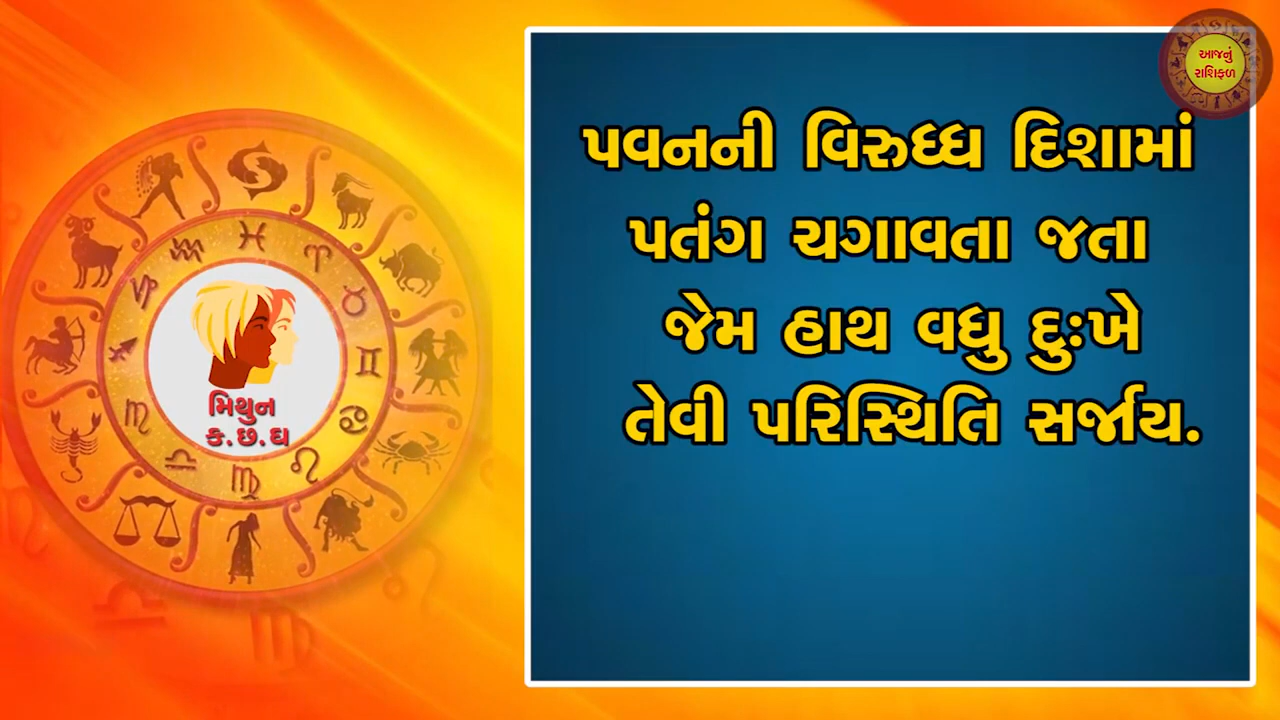 આજનું
રાશિફળ
પવનની વિરુધ્ધ દિશામાં
પતંગ ચગાવતા જતા
જેમ હાથ વધુ દુઃખે
તેવી પરિસ્થિતિ સર્જાય.
મિથુન
ક.છ.ઘ